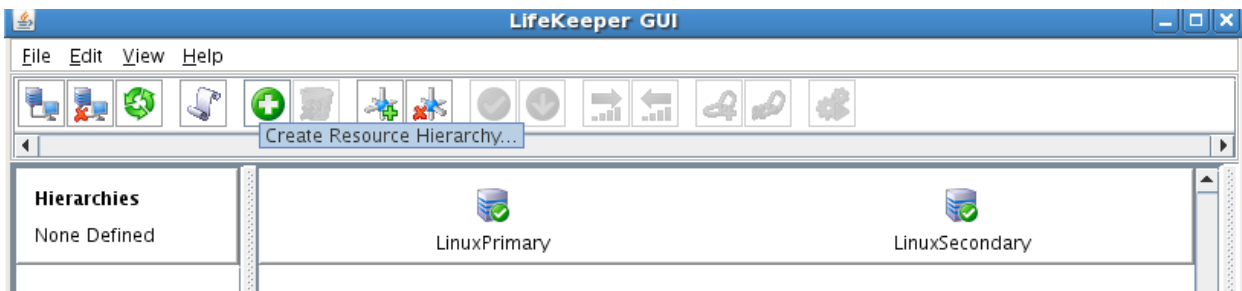 LifeKeeper GUI
File Edit View Help
Create Resource Hierarchy...
Hierarchies
None Defined
LinuxPrimary
LinuxSecondary